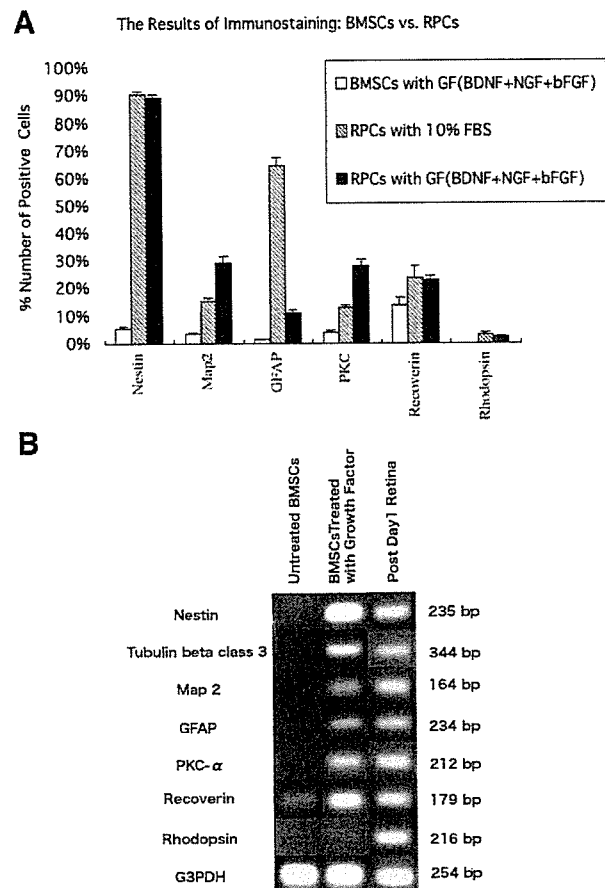 A
The Results of Immunostaining: BMSCs vs. RPCs
% Number of Positive Cells
100%
90%
80%
70%
60%
50%
40%
30%
20%
10%
0%
BMSCs with GF(BDNF+NGF+bFGF)
RPCs with 10% FBS
RPCs with GF(BDNF+NGF+bFGF)
Nestin
Map2
GFAP
PKC
Recoverin
Rhodopsin
B
Untreated BMSCs
BMSCsTreated
with Growth Factor
Post Day1 Retina
Nestin 235 bp
Tubulin beta class 3 344 bp
Map 2 164 bp
GFAP 234 bp
PKC-α 212 bp
Recoverin 179 bp
Rhodopsin 216 bp
G3PDH 254 bp